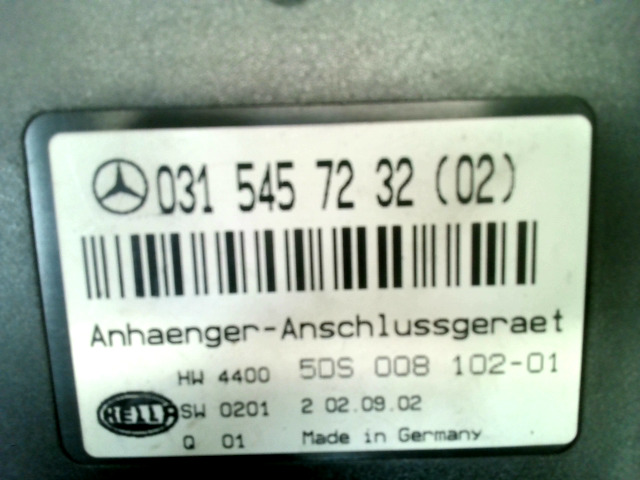 031 545 72 32 (02)
Anhaenger-Anschlussgeraet
HW 4400 5DS 008 102-01
HELLA SW 0201 2 02.09.02
Q 01 Made in Germany